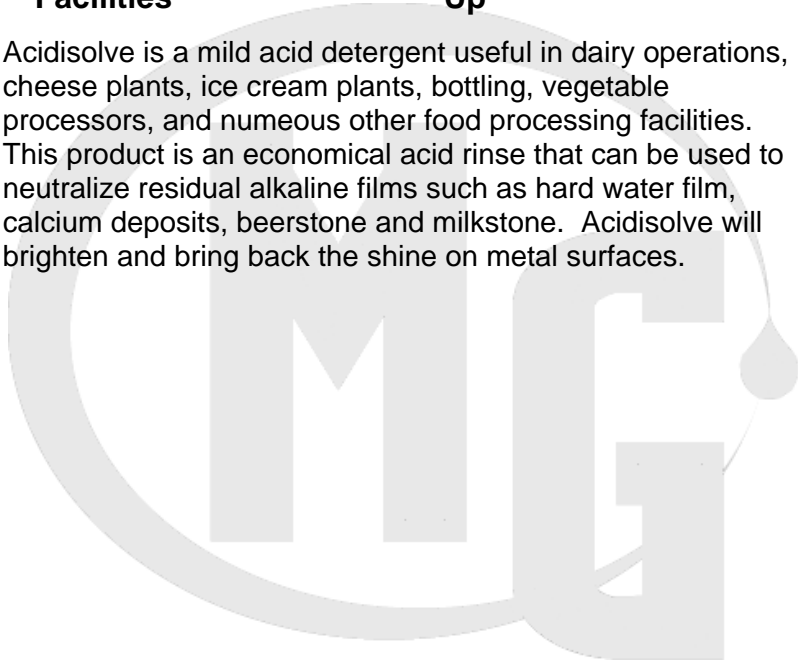 Facilities Up
Acidisolve is a mild acid detergent useful in dairy operations,
cheese plants, ice cream plants, bottling, vegetable
processors, and numeous other food processing facilities.
This product is an economical acid rinse that can be used to
neutralize residual alkaline films such as hard water film,
calcium deposits, beerstone and milkstone.  Acidisolve will
brighten and bring back the shine on metal surfaces.
MG